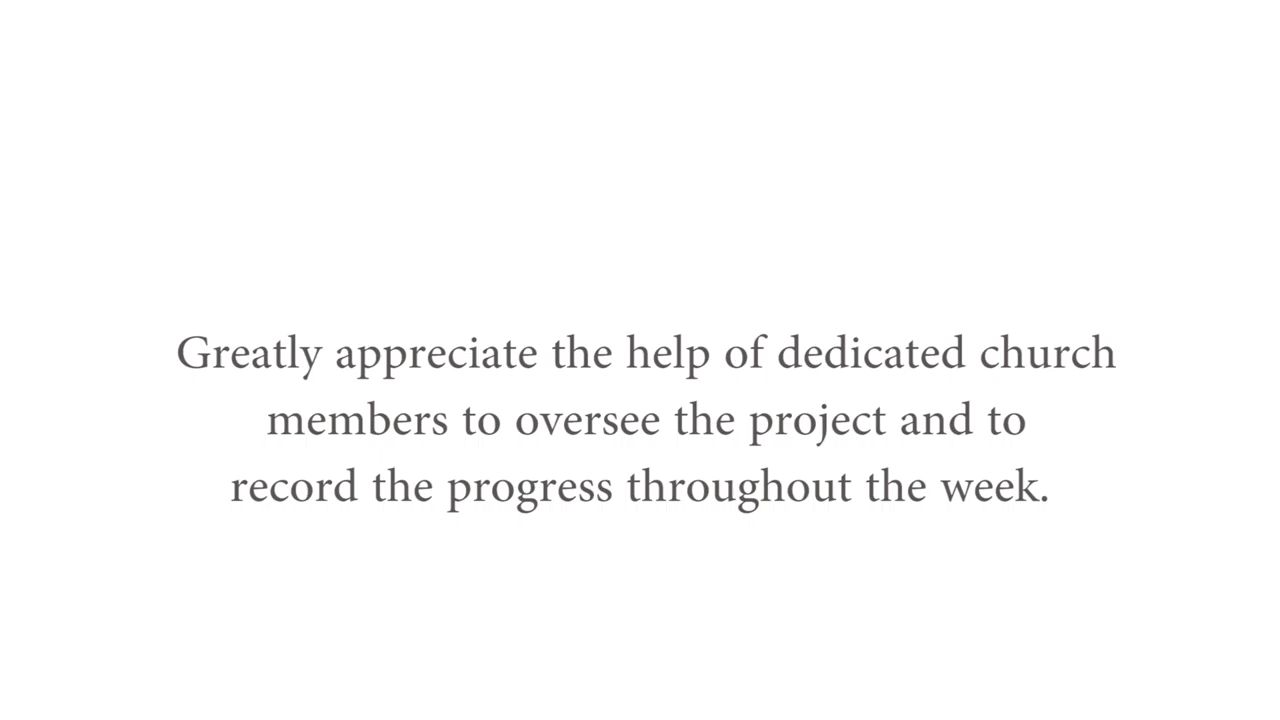 Greatly appreciate the help of dedicated church
members to oversee the project and to
record the progress throughout the week.